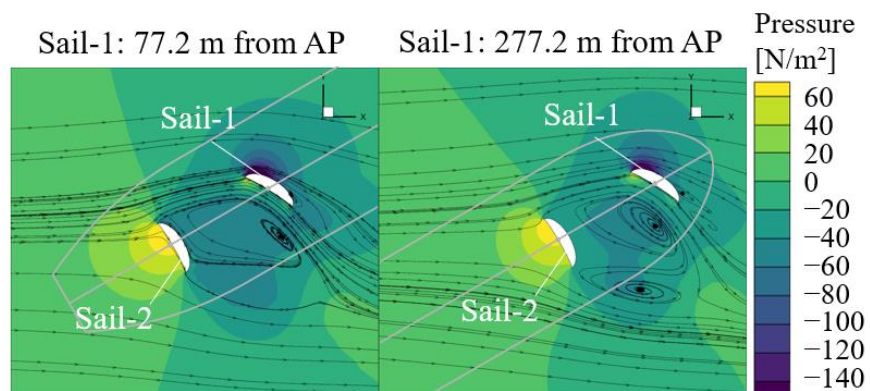 Sail-1: 77.2 m from AP
Sail-1: 277.2 m from AP
Pressure
[N/m²]
Sail-1
Sail-2
Y
X
Sail-1
Sail-2
Y
X
60
40
20
0
−20
−40
−60
−80
−100
−120
−140